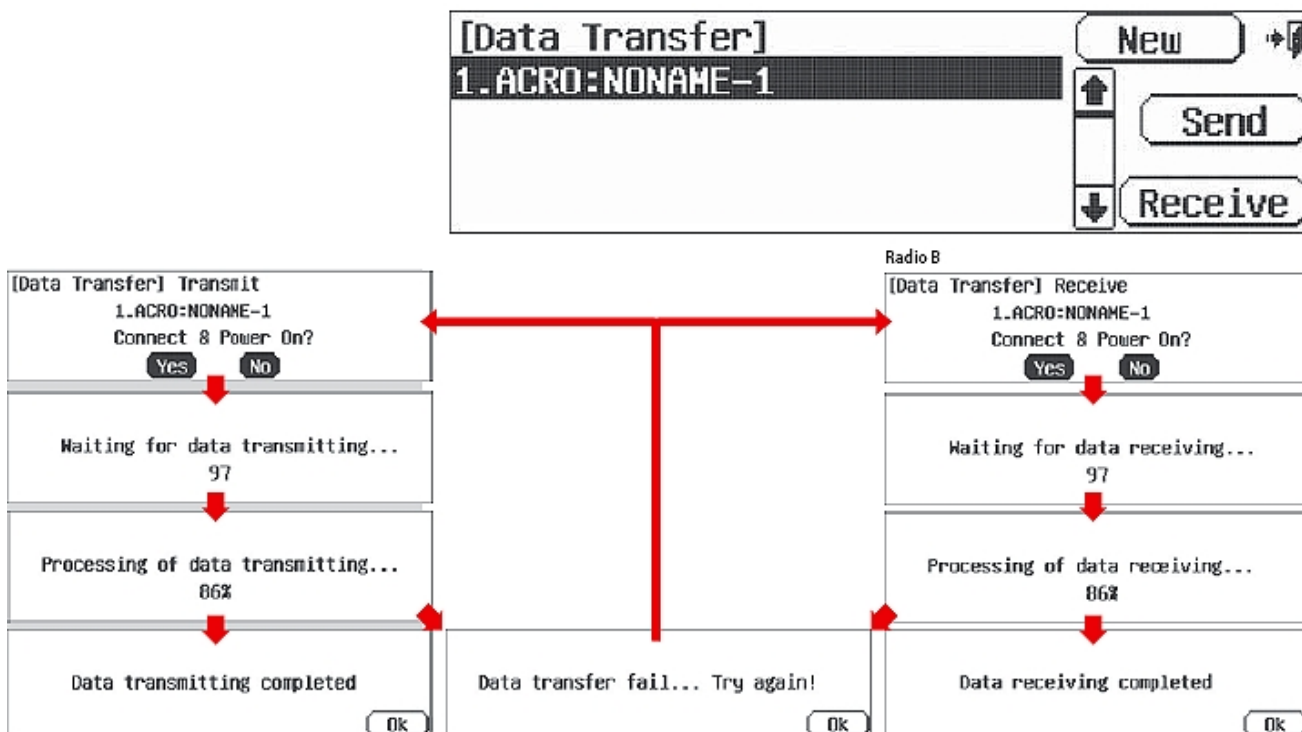 [Data Transfer]
New
1.ACRO:NONAME-1
Send
Receive
Radio B
[Data Transfer] Transmit
1.ACRO:NONAME-1
Connect & Power On?
Yes No
Waiting for data transmitting...
97
Processing of data transmitting...
86%
Data transmitting completed
Ok
Data transfer fail... Try again!
Ok
[Data Transfer] Receive
1.ACRO:NONAME-1
Connect & Power On?
Yes No
Waiting for data receiving...
97
Processing of data receiving...
86%
Data receiving completed
Ok